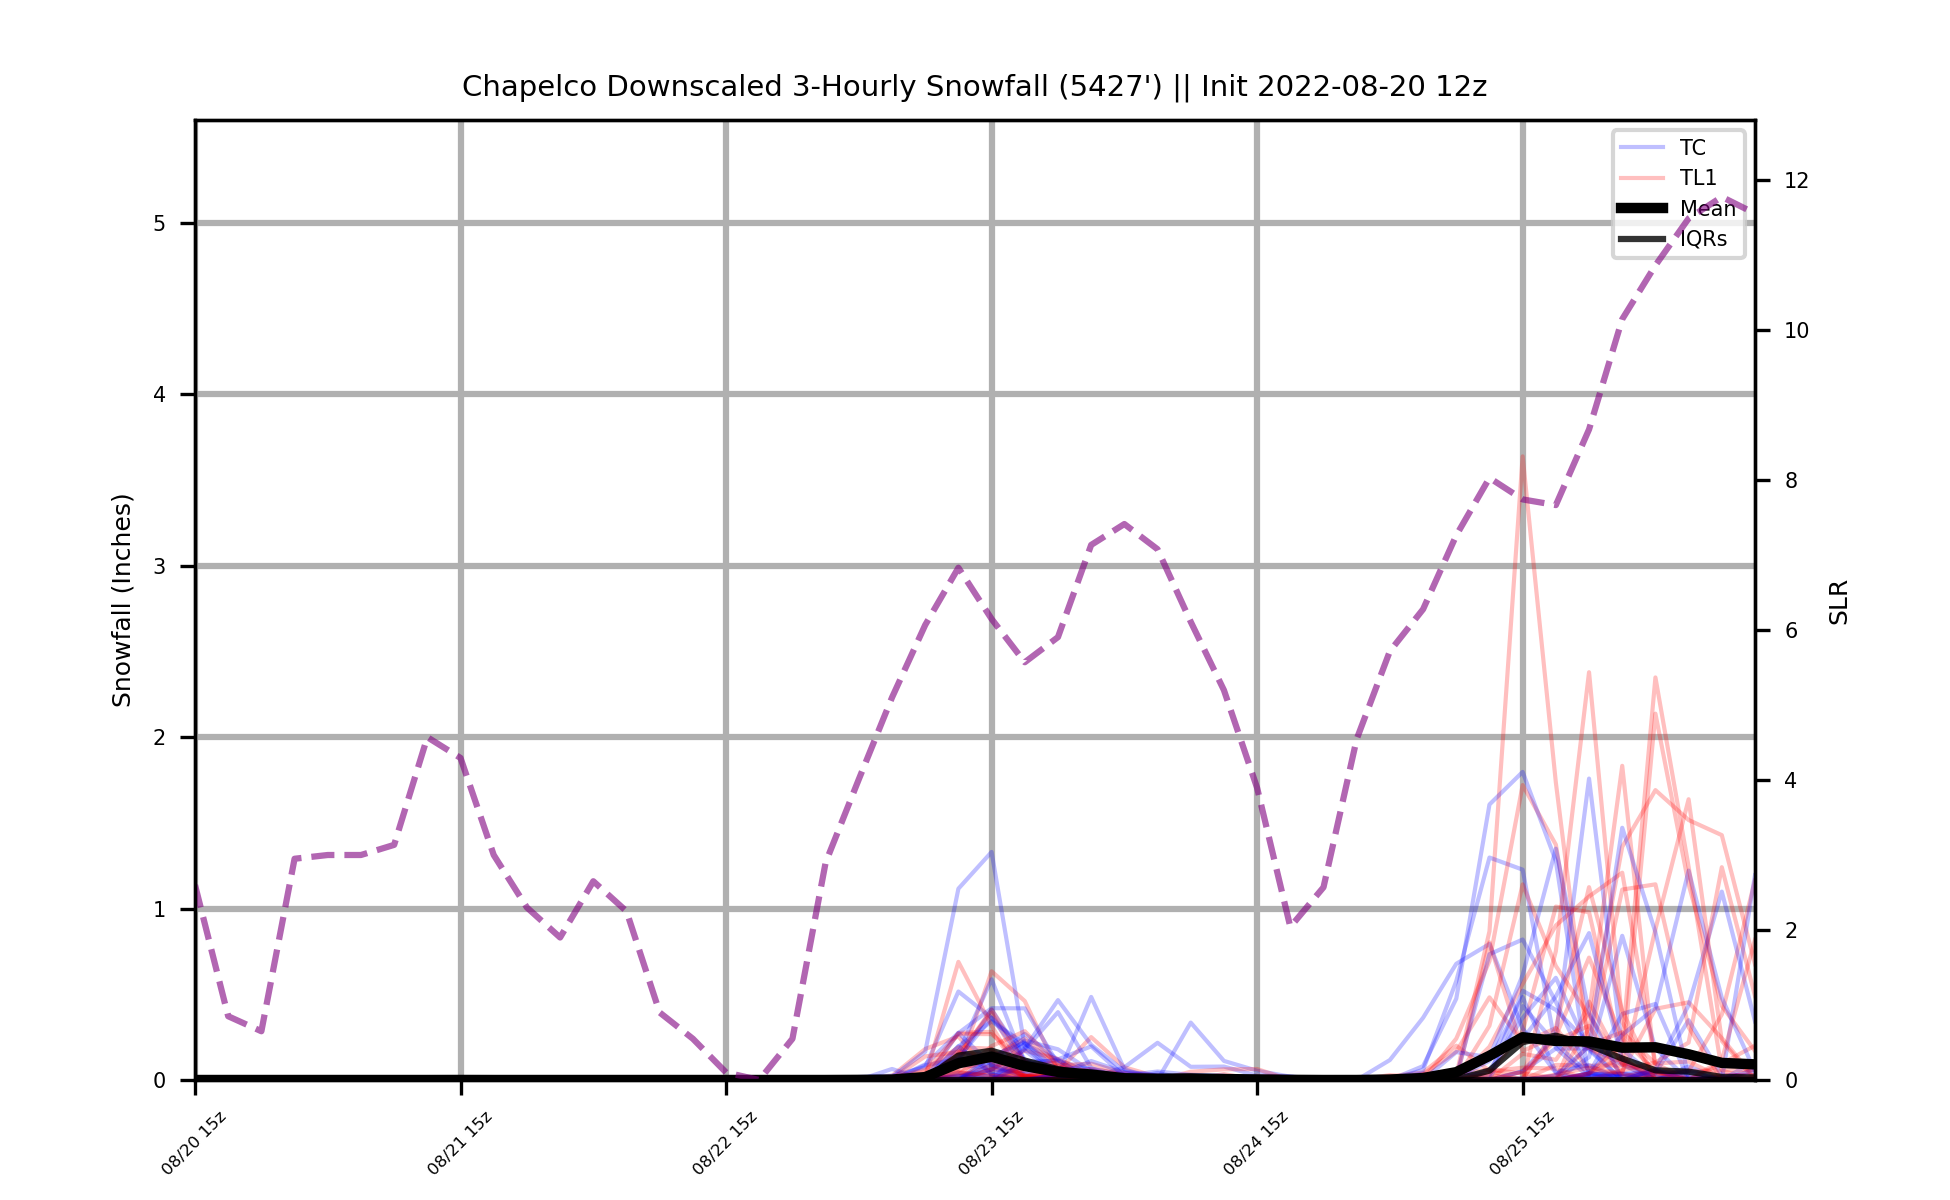 Chapelco Downscaled 3-Hourly Snowfall (5427') || Init 2022-08-20 12z
TC
TL1
Mean
IQRs
5
4
3
2
1
0
Snowfall (Inches)
12
10
8
6
4
2
0
SLR
08/20 15z
08/21 15z
08/22 15z
08/23 15z
08/24 15z
08/25 15z